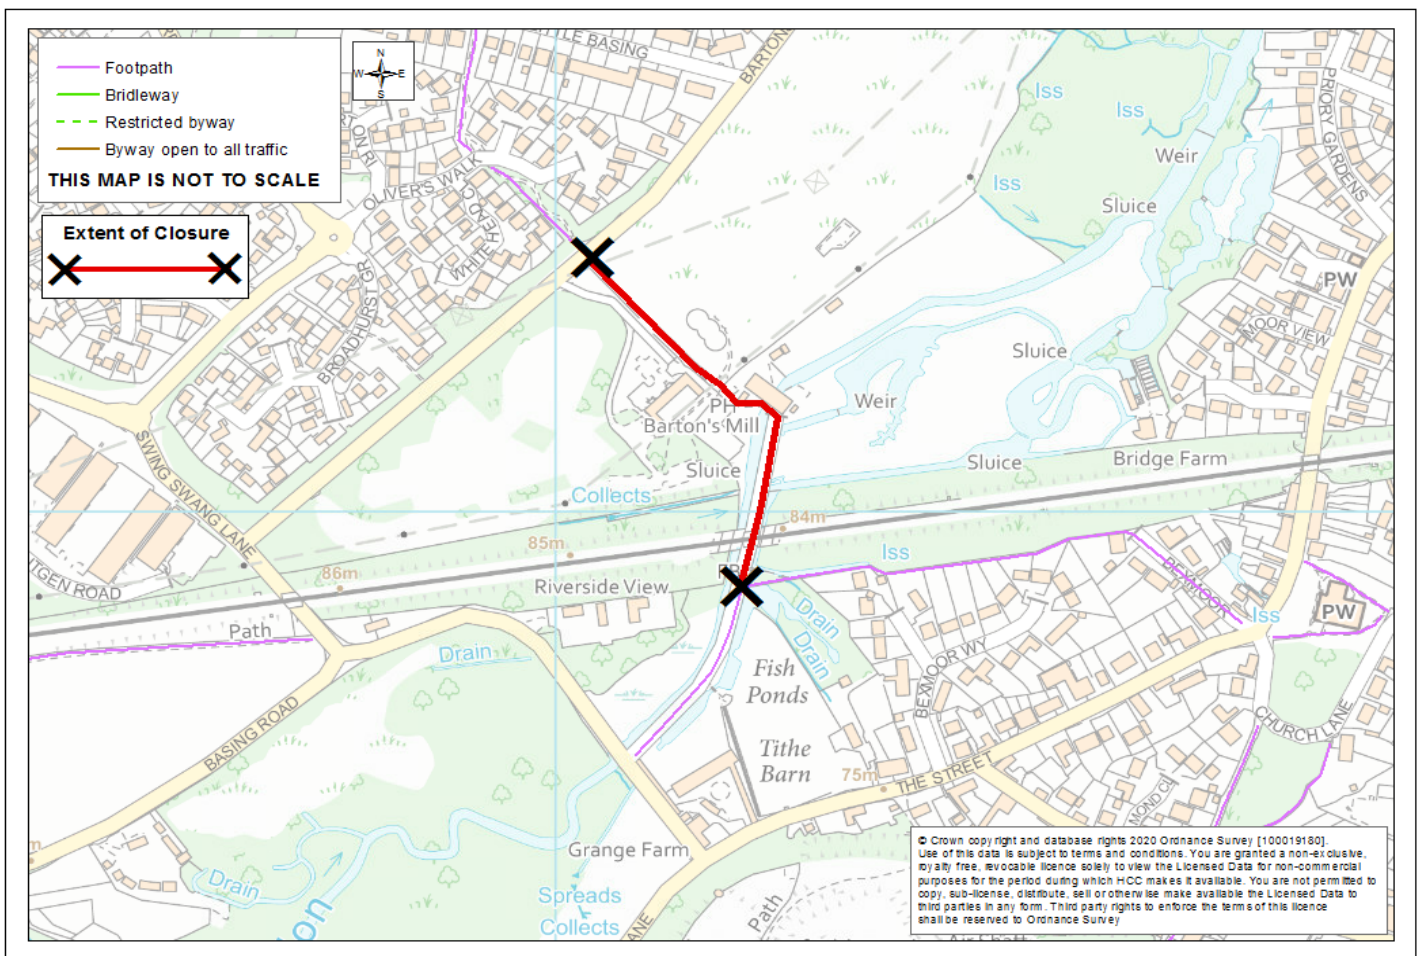 Footpath
Bridleway
Restricted byway
Byway open to all traffic
THIS MAP IS NOT TO SCALE
Extent of Closure
N
W E
S
BASING
OLIVERS WALK
WHITE HEAD
BROADHURST GR
PRIORY GARDENS
Iss
Iss
Iss
Weir
Sluice
PW
MOOR VIEW
Sluice
Weir
PH
Barton's Mill
Sluice
Sluice
Bridge Farm
SWING SWANG LANE
Collects
84m
85m
86m
Iss
ROAD
Riverside View
Path
Drain
Drain
Drain
BEXMOOR
Iss
PW
BEXMOOR WY
Fish
Ponds
BASING ROAD
Tithe
Barn
75m
THE STREET
CHURCH LANE
Grange Farm
Drain
Spreads
Collects
Path
© Crown copyright and database rights 2020 Ordnance Survey [100019180].
Use of this data is subject to terms and conditions. You are granted a non-exclusive,
royalty free, revocable licence solely to view the Licensed Data for non-commercial
purposes for the period during which HCC makes it available. You are not permitted to
copy, sub-license, distribute, sell or otherwise make available the Licensed Data to
third parties in any form. Third party rights to enforce the terms of this licence
shall be reserved to Ordnance Survey